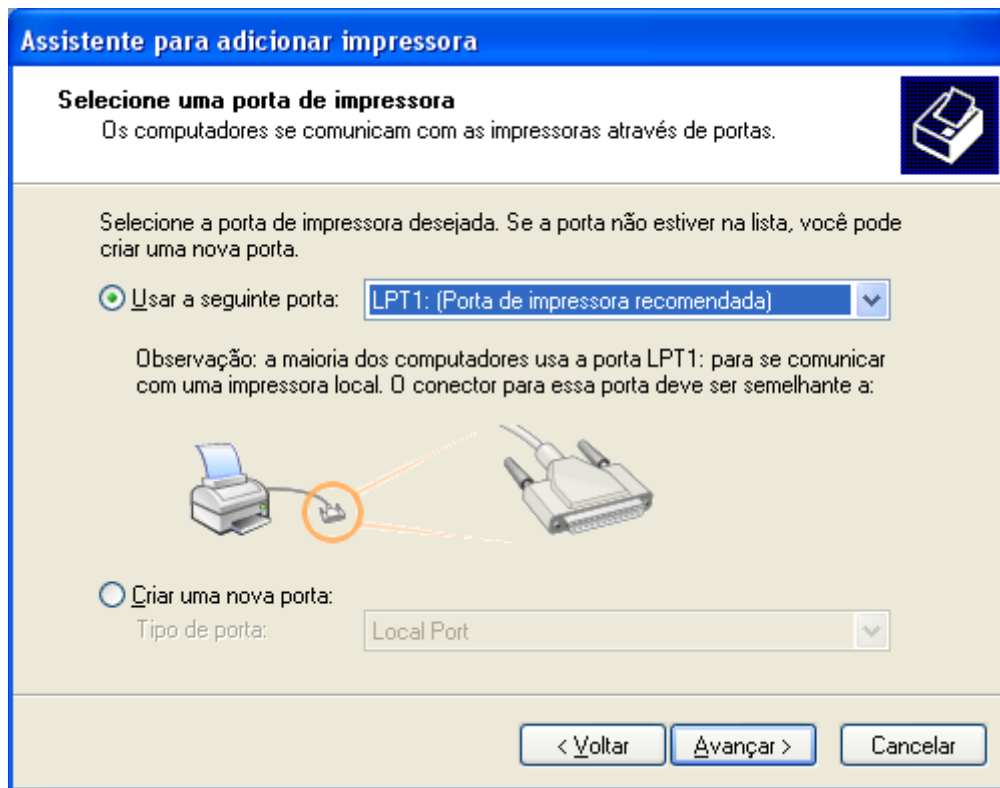 Assistente para adicionar impressora
Selecione uma porta de impressora
Os computadores se comunicam com as impressoras através de portas.
Selecione a porta de impressora desejada. Se a porta não estiver na lista, você pode
criar uma nova porta.
Usar a seguinte porta: LPT1: (Porta de impressora recomendada)
Observação: a maioria dos computadores usa a porta LPT1: para se comunicar
com uma impressora local. O conector para essa porta deve ser semelhante a:
Criar uma nova porta:
Tipo de porta: Local Port
< Voltar Avançar > Cancelar